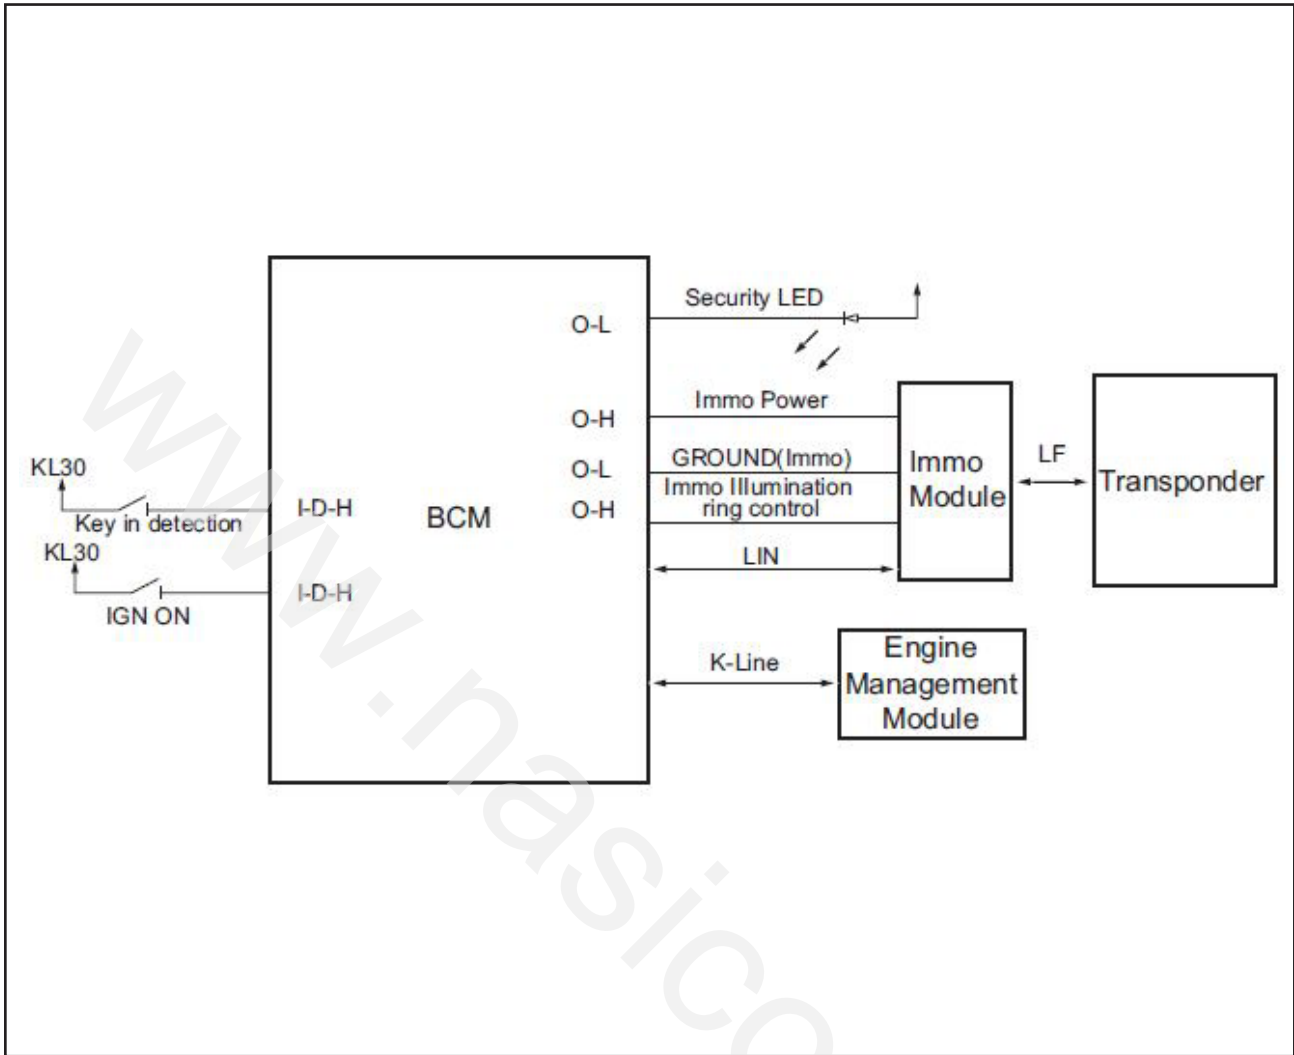 Security LED
O-L
Immo Power
O-H
GROUND(Immo)
O-L
Immo Illumination
ring control
O-H
LIN
Immo
Module
LF
Transponder
KL30
Key in detection
I-D-H
BCM
KL30
IGN ON
I-D-H
K-Line
Engine
Management
Module
www.nasico